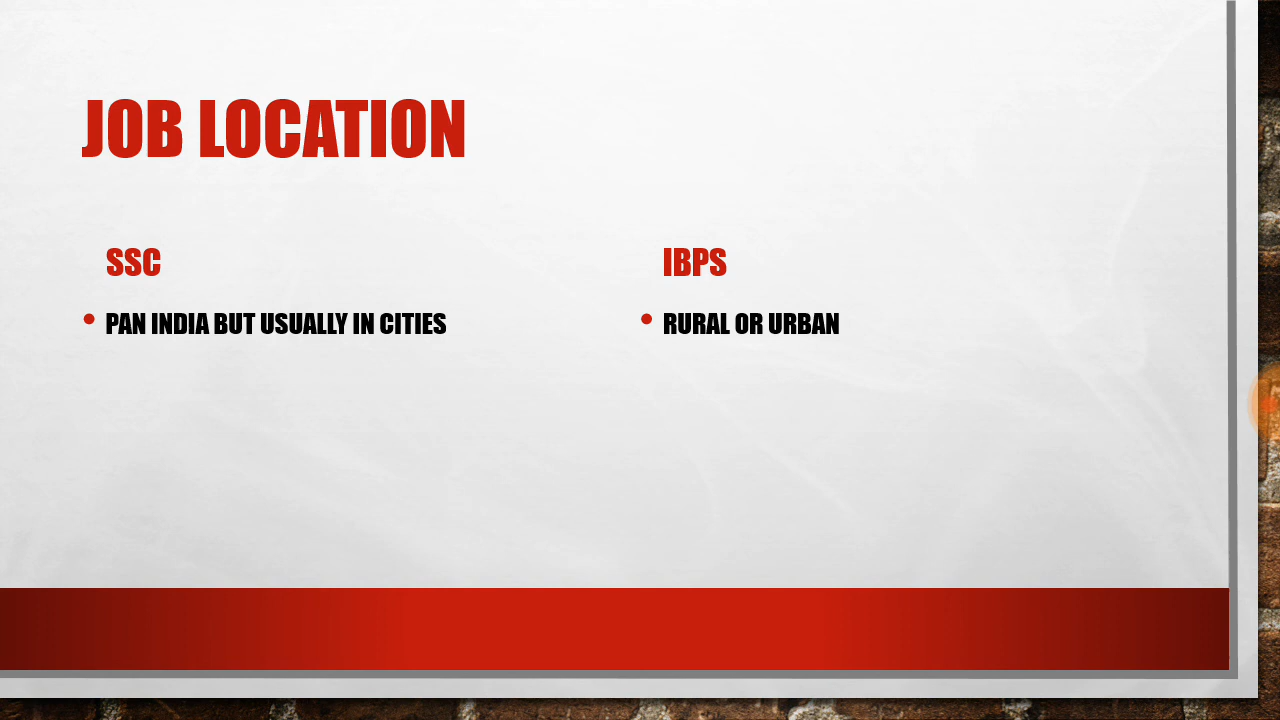 JOB LOCATION
SSC
PAN INDIA BUT USUALLY IN CITIES
IBPS
RURAL OR URBAN